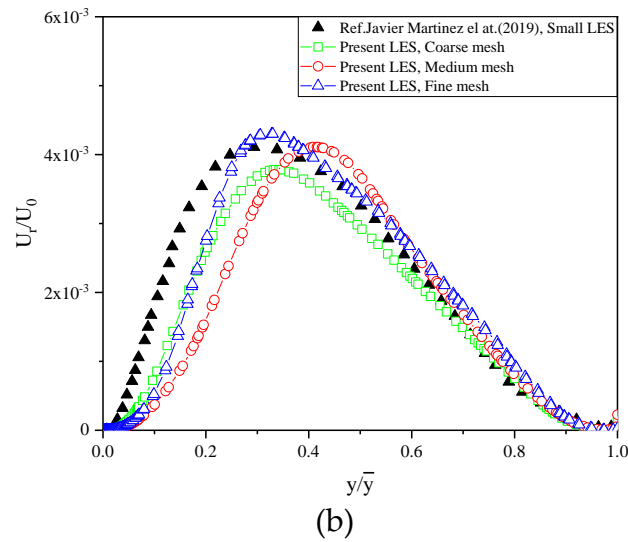 Ref.Javier Martinez el at.(2019), Small LES
Present LES, Coarse mesh
Present LES, Medium mesh
Present LES, Fine mesh
6x10⁻³
4x10⁻³
2x10⁻³
0
Uᵣ/U₀
0.0 0.2 0.4 0.6 0.8 1.0
y/y̅
(b)